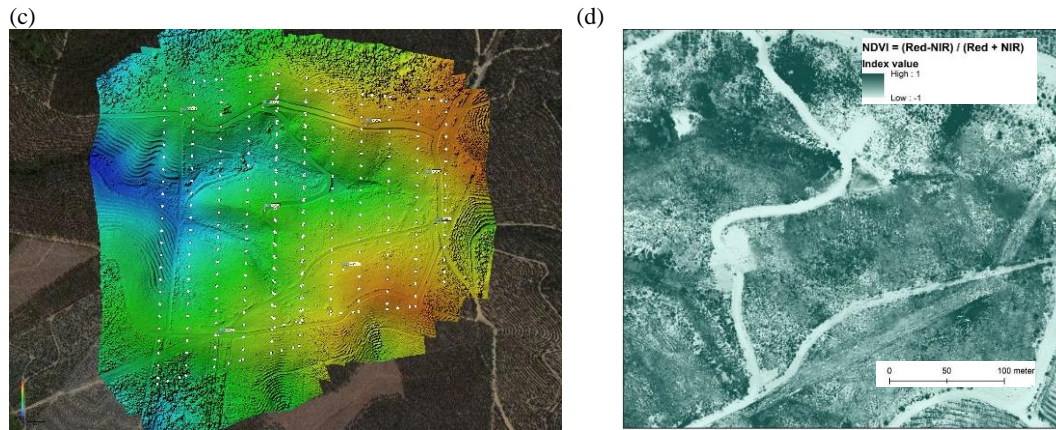 (c)
(d)
NDVI = (Red-NIR) / (Red + NIR)
Index value
High : 1
Low : -1
0 50 100 meter